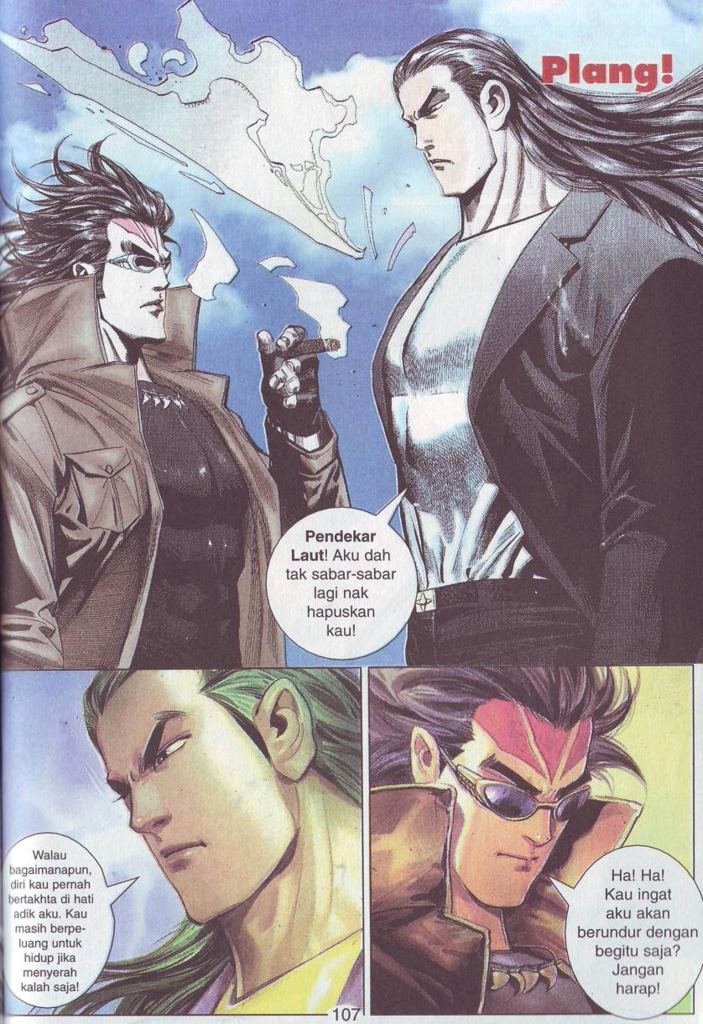 Plang!
Pendekar
Laut! Aku dah
tak sabar-sabar
lagi nak
hapuskan
kau!
Walau
bagaimanapun,
diri kau pernah
bertakhta di hati
adik aku. Kau
masih berpe-
luang untuk
hidup jika
menyerah
kalah saja!
Ha! Ha!
Kau ingat
aku akan
berundur dengan
begitu saja?
Jangan
harap!
107